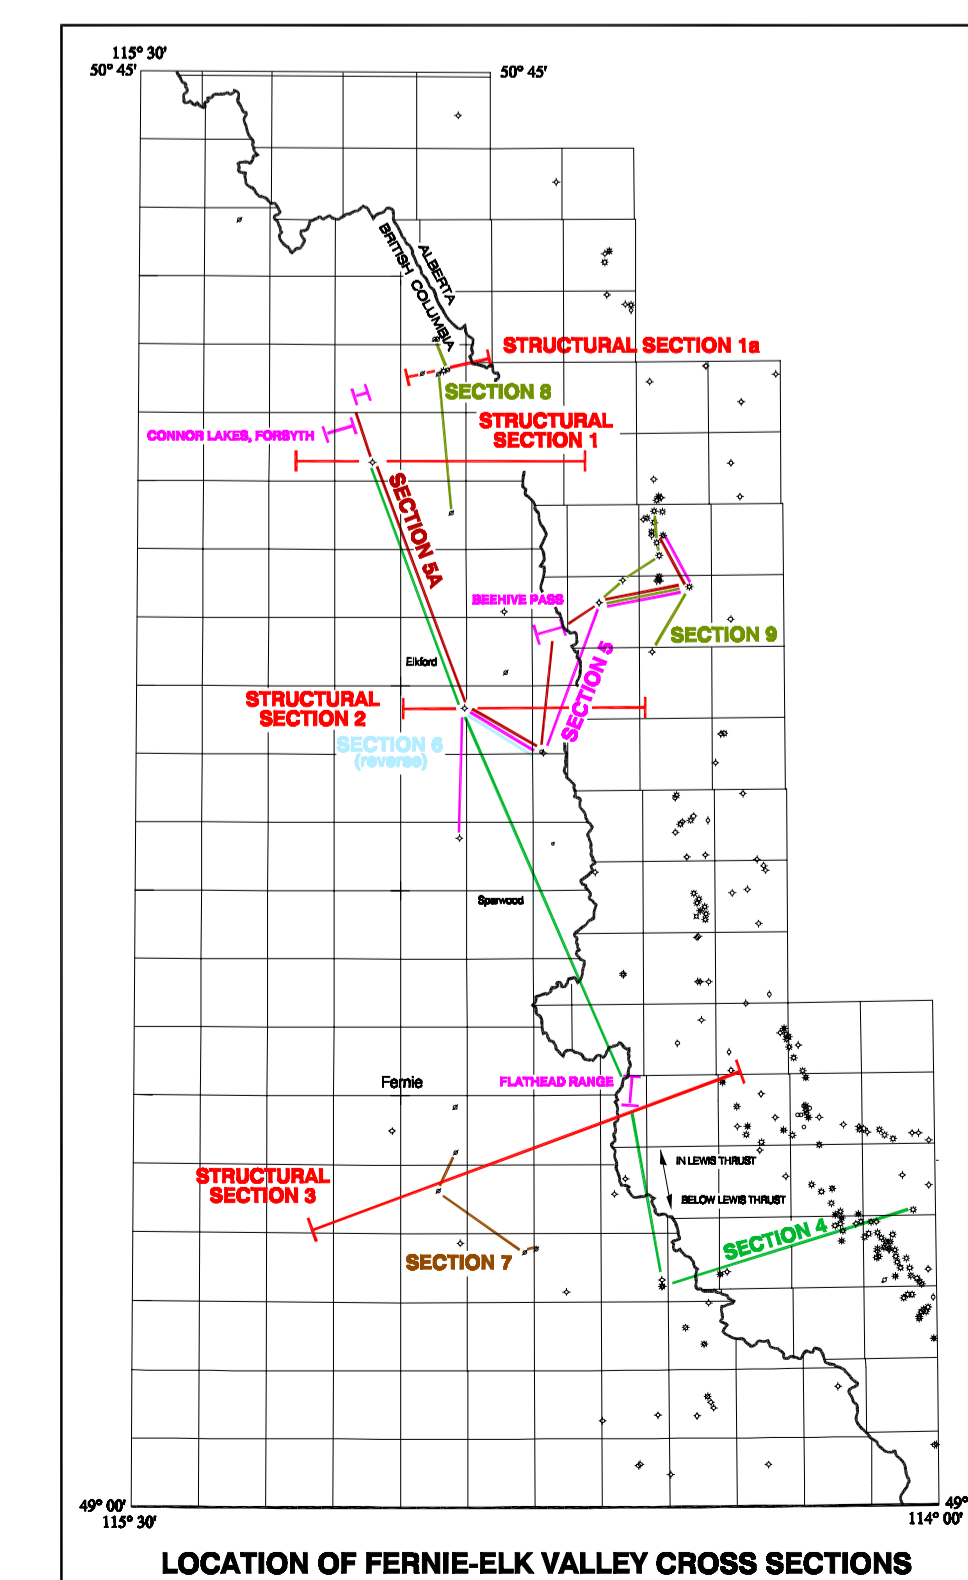 115° 30'
50° 45'
50° 45'
ALBERTA
BRITISH COLUMBIA
STRUCTURAL SECTION 1a
SECTION 8
STRUCTURAL
SECTION 1
CONNOR LAKES, FORSYTH
SECTION 5A
BEEHIVE PASS
SECTION 9
SECTION 5
Elkford
STRUCTURAL
SECTION 2
SECTION 6
(reverse)
Sparwood
Fernie
FLATHEAD RANGE
IN LEWIS THRUST
BELOW LEWIS THRUST
STRUCTURAL
SECTION 3
SECTION 4
SECTION 7
49° 00'
115° 30'
49°
114° 00'
LOCATION OF FERNIE-ELK VALLEY CROSS SECTIONS